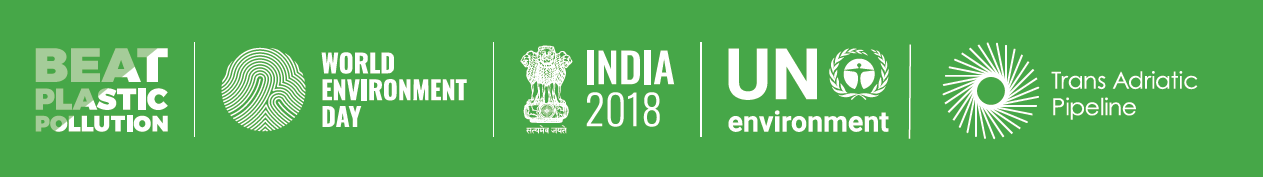 BEAT
PLASTIC
POLLUTION
WORLD
ENVIRONMENT
DAY
सत्यमेव जयते
INDIA
2018
UN
environment
Trans Adriatic
Pipeline